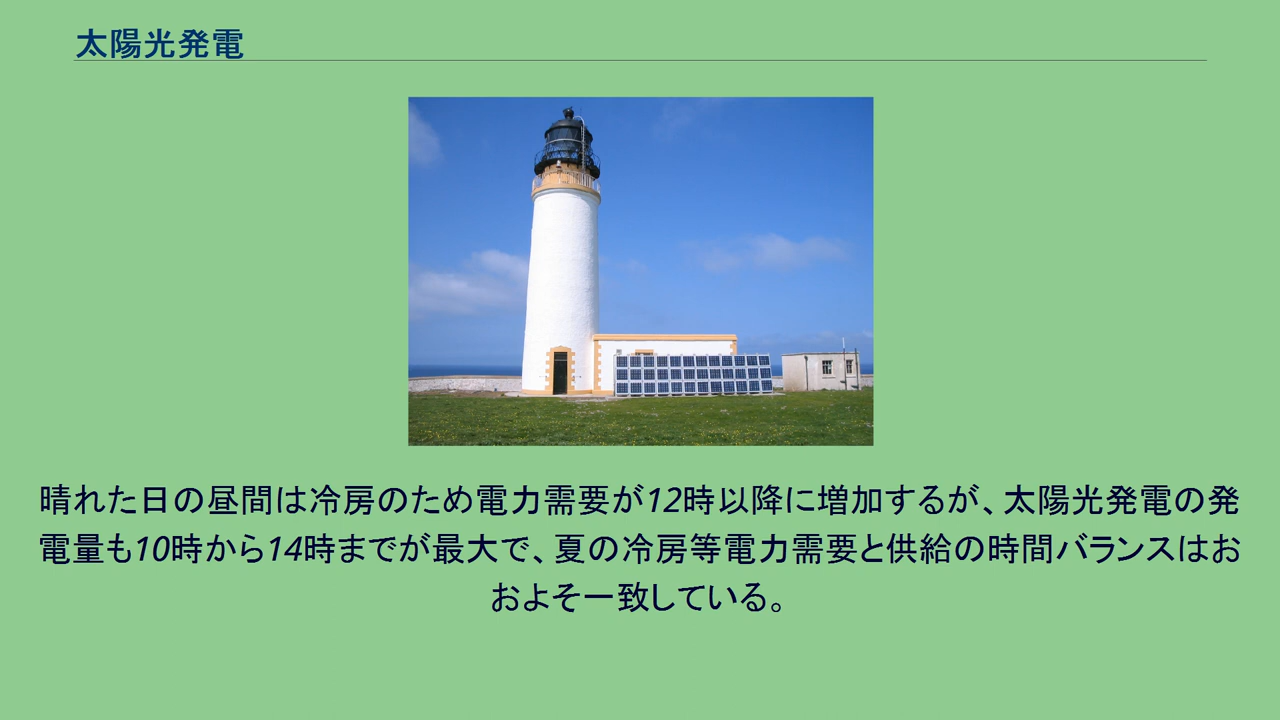 太陽光発電
晴れた日の昼間は冷房のため電力需要が12時以降に増加するが、太陽光発電の発
電量も10時から14時までが最大で、夏の冷房等電力需要と供給の時間バランスはお
およそ一致している。